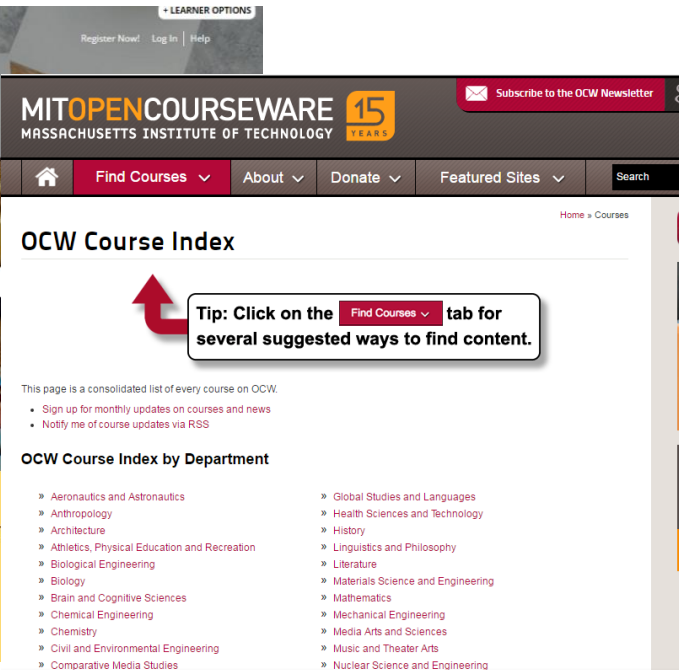 + LEARNER OPTIONS
Register Now! Log In | Help
Subscribe to the OCW Newsletter
MITOPENCOURSEWARE 15
MASSACHUSETTS INSTITUTE OF TECHNOLOGY YEARS
Find Courses About Donate Featured Sites Search
Home » Courses
OCW Course Index
Tip: Click on the Find Courses tab for
several suggested ways to find content.
This page is a consolidated list of every course on OCW.
• Sign up for monthly updates on courses and news
• Notify me of course updates via RSS
OCW Course Index by Department
» Aeronautics and Astronautics
» Anthropology
» Architecture
» Athletics, Physical Education and Recreation
» Biological Engineering
» Biology
» Brain and Cognitive Sciences
» Chemical Engineering
» Chemistry
» Civil and Environmental Engineering
» Comparative Media Studies
» Global Studies and Languages
» Health Sciences and Technology
» History
» Linguistics and Philosophy
» Literature
» Materials Science and Engineering
» Mathematics
» Mechanical Engineering
» Media Arts and Sciences
» Music and Theater Arts
» Nuclear Science and Engineering